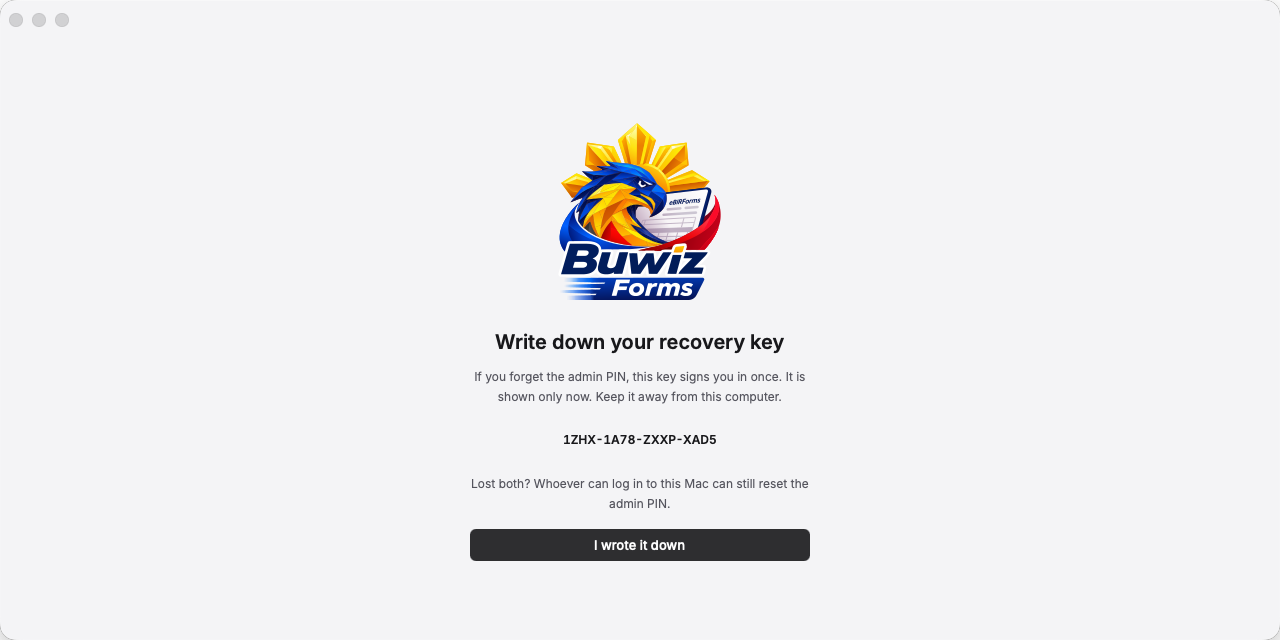 eBIRForms
Buwiz
Forms
Write down your recovery key
If you forget the admin PIN, this key signs you in once. It is
shown only now. Keep it away from this computer.
1ZHX-1A78-ZXXP-XAD5
Lost both? Whoever can log in to this Mac can still reset the
admin PIN.
I wrote it down